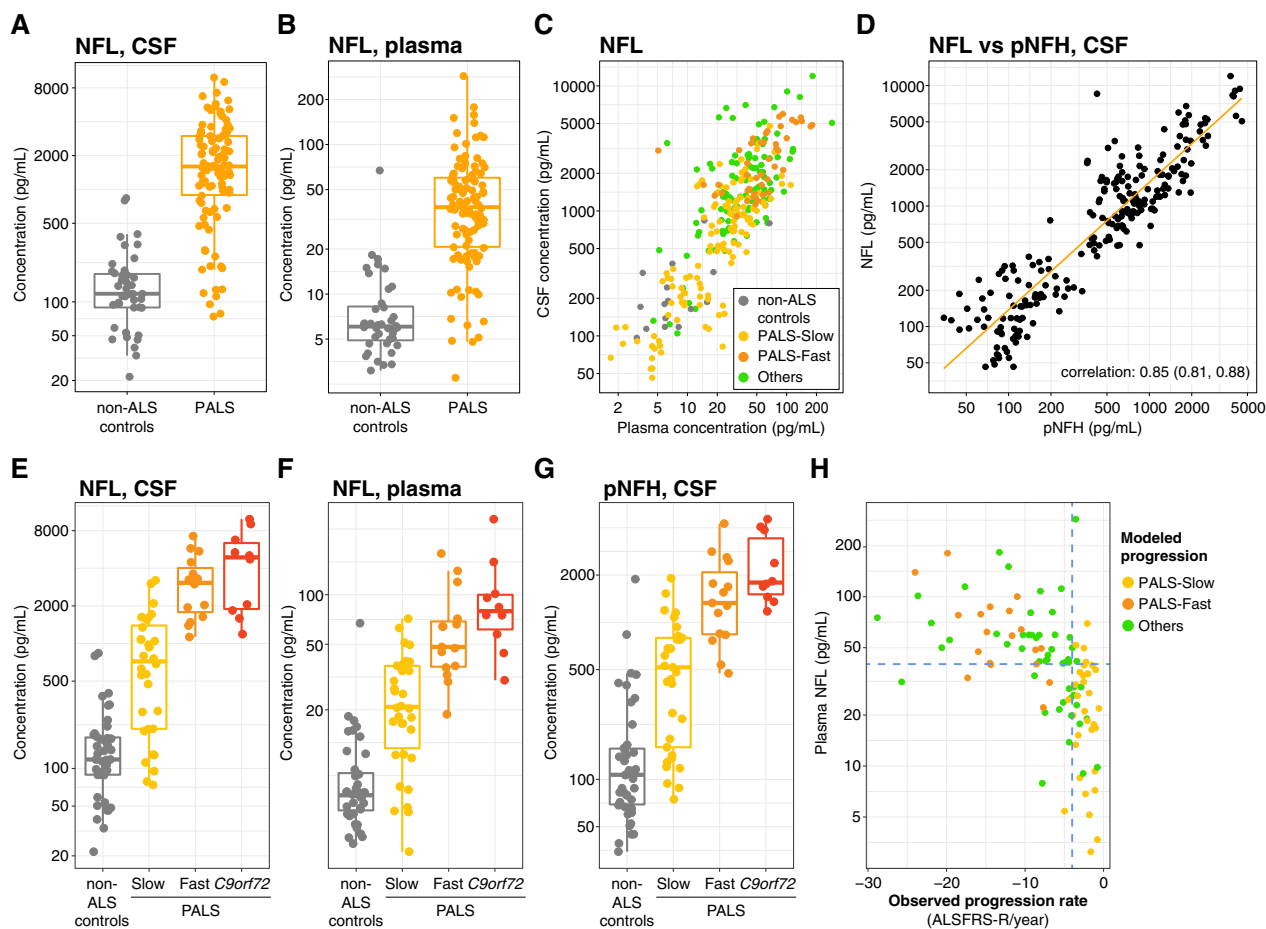 A
NFL, CSF
Concentration (pg/mL)
8000
2000
500
100
50
20
non-ALS
controls
PALS
B
NFL, plasma
Concentration (pg/mL)
200
100
50
20
10
5
non-ALS
controls
PALS
C
NFL
CSF concentration (pg/mL)
10000
5000
2000
1000
500
200
100
50
non-ALS
controls
PALS-Slow
PALS-Fast
Others
2 5 10 20 50 100 200
Plasma concentration (pg/mL)
D
NFL vs pNFH, CSF
NFL (pg/mL)
10000
5000
2000
1000
500
200
100
50
correlation: 0.85 (0.81, 0.88)
50 100 200 500 1000 2000 5000
pNFH (pg/mL)
E
NFL, CSF
Concentration (pg/mL)
8000
2000
500
100
50
20
non-
ALS
controls
Slow Fast C9orf72
PALS
F
NFL, plasma
Concentration (pg/mL)
100
50
20
non-
ALS
controls
Slow Fast C9orf72
PALS
G
pNFH, CSF
Concentration (pg/mL)
2000
500
100
50
non-
ALS
controls
Slow Fast C9orf72
PALS
H
Plasma NFL (pg/mL)
200
100
50
20
10
5
−30 −20 −10 0
Observed progression rate
(ALSFRS-R/year)
Modeled
progression
PALS-Slow
PALS-Fast
Others